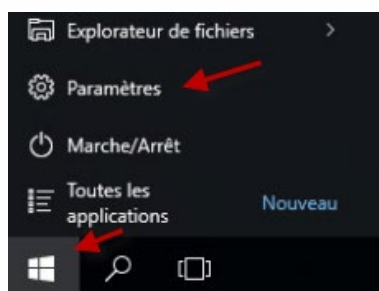 Explorateur de fichiers
Paramètres
Marche/Arrêt
Toutes les
applications
Nouveau